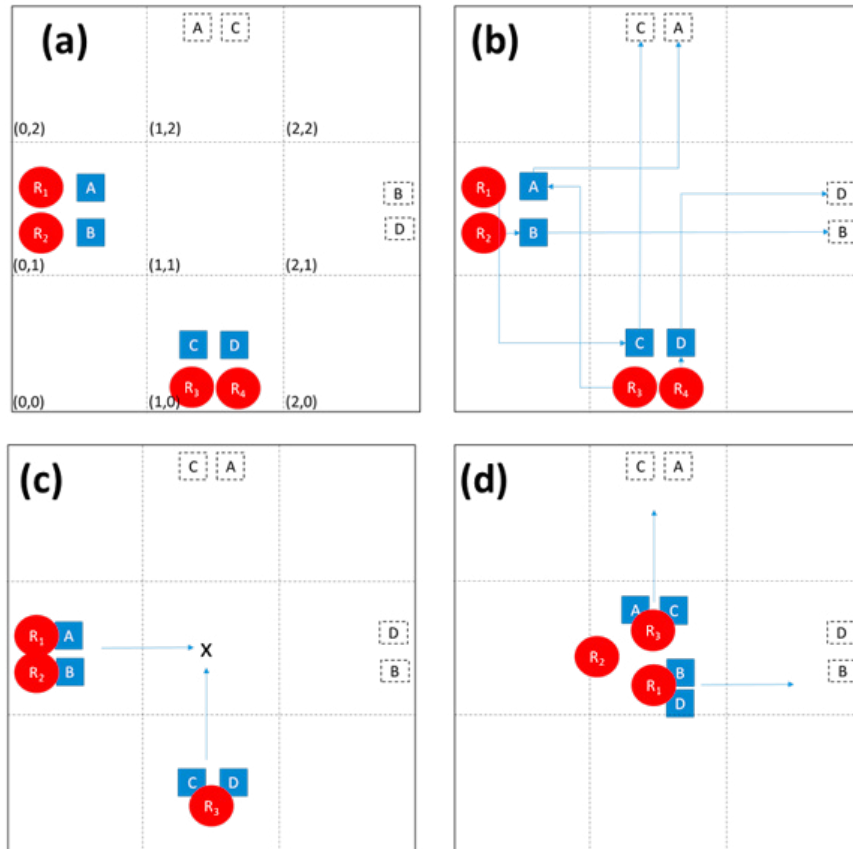 (a)
A C
(0,2) (1,2) (2,2)
R1 A
B
R2 B
D
(0,1) (1,1) (2,1)
C D
R3 R4
(0,0) (1,0) (2,0)
(b)
C A
R1 A
D
R2 B
B
C D
R3 R4
(c)
C A
R1 A
D
X
R2 B
B
C D
R3
(d)
C A
A C
R3
D
R2
B
B
R1
D